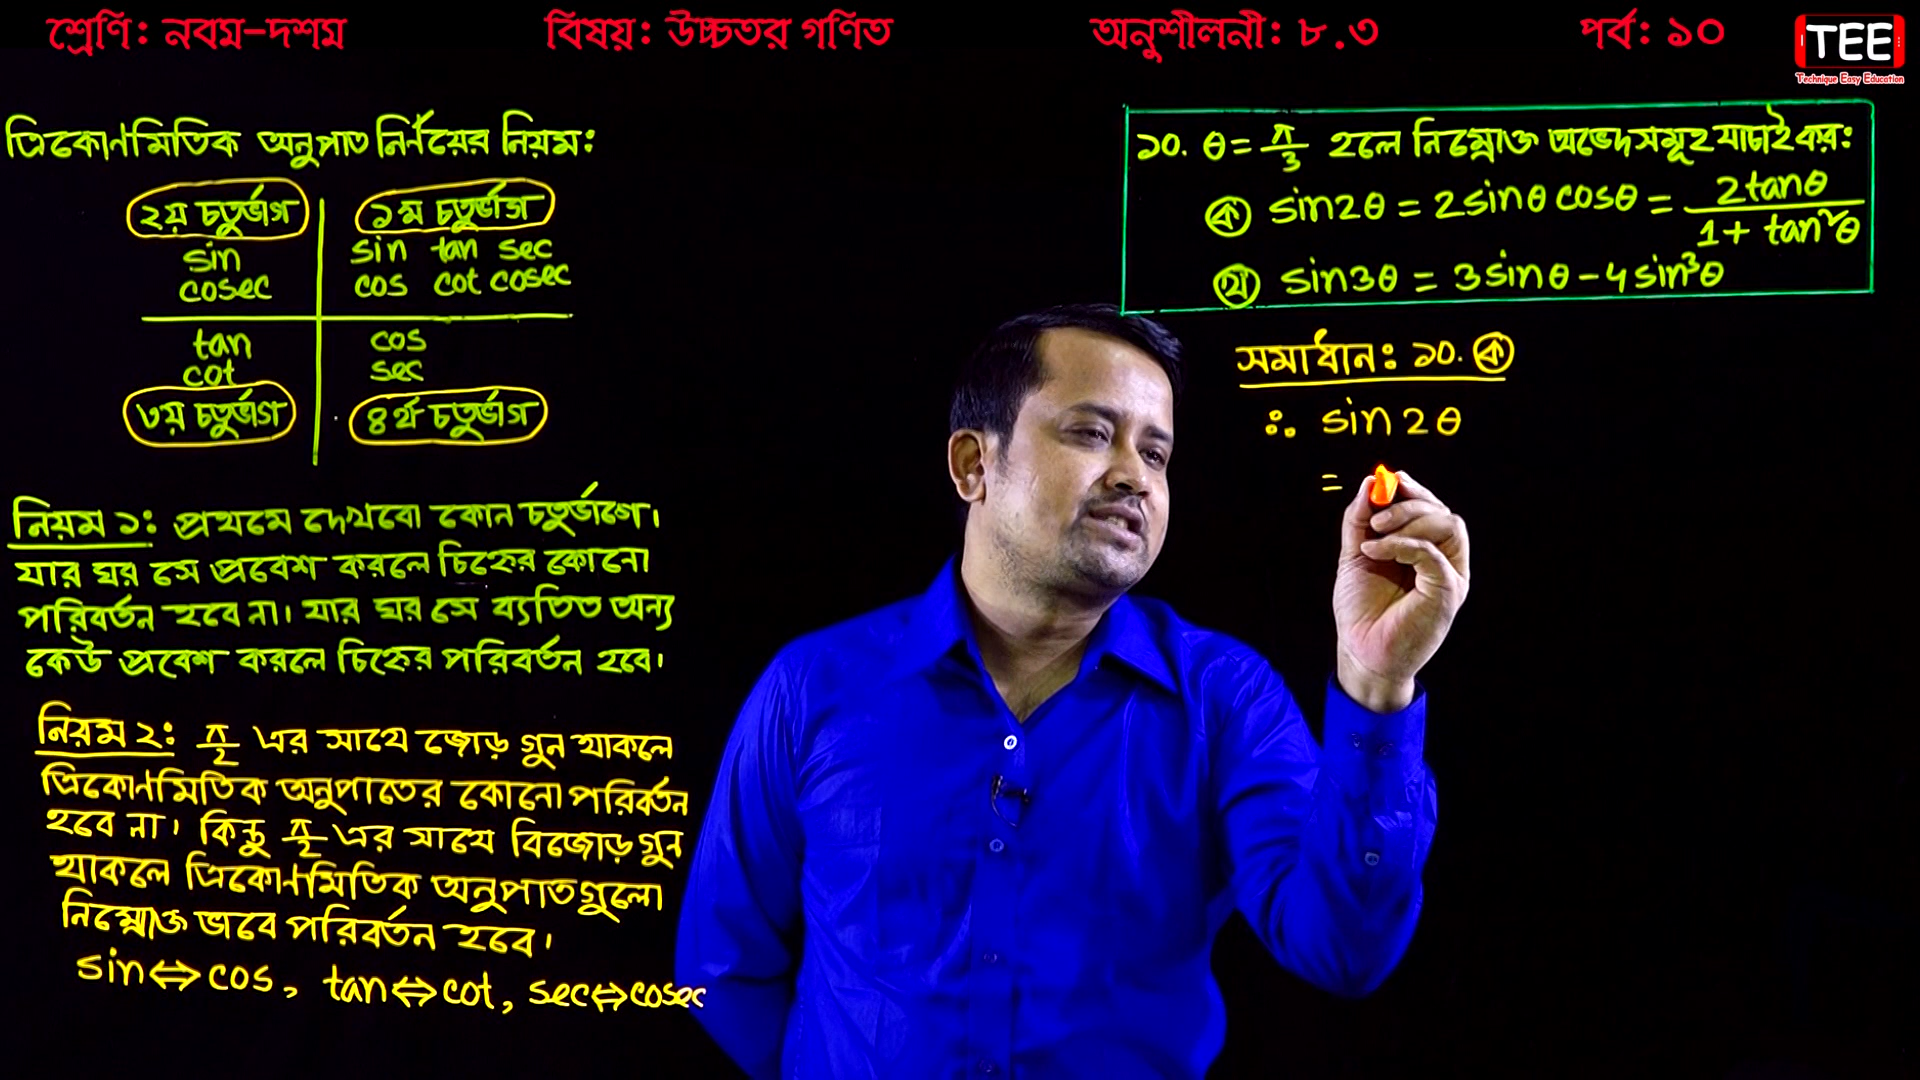 শ্রেণি: নবম-দশম
বিষয়: উচ্চতর গণিত
অনুশীলনী: ৮.৩
পর্ব: ১০
TEE
Technique Easy Education
ত্রিকোণমিতিক অনুপাত নির্ণয়ের নিয়ম:
২য় চতুর্ভাগ
১ম চতুর্ভাগ
sin
sin tan sec
cosec
cos cot cosec
tan
cos
cot
sec
৩য় চতুর্ভাগ
৪র্থ চতুর্ভাগ
নিয়ম ১: প্রথমে দেখবো কোন চতুর্ভাগে।
যার ঘর সে প্রবেশ করলে চিহ্নের কোনো
পরিবর্তন হবে না। যার ঘর সে ব্যতিত অন্য
কেউ প্রবেশ করলে চিহ্নের পরিবর্তন হবে।
নিয়ম ২: π/2 এর সাথে জোড় গুন থাকলে
ত্রিকোণমিতিক অনুপাতের কোনো পরিবর্তন
হবে না। কিন্তু π/2 এর সাথে বিজোড় গুন
থাকলে ত্রিকোণমিতিক অনুপাতগুলো
নিম্নোক্ত ভাবে পরিবর্তন হবে।
sin⇔cos, tan⇔cot, sec⇔cosec
১০. θ = π/3 হলে নিম্নোক্ত অভেদসমূহ যাচাই কর:
ⓚ sin2θ = 2sinθ cosθ = 2tanθ / 1 + tan²θ
খ sin3θ = 3sinθ − 4sin³θ
সমাধান: ১০. ক
∴ sin 2θ
=